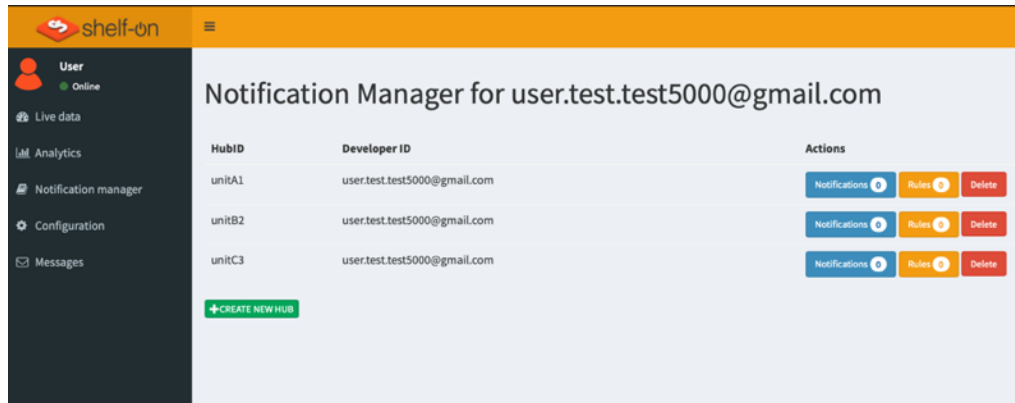 shelf-on
User
Online
Live data
Analytics
Notification manager
Configuration
Messages
Notification Manager for user.test.test5000@gmail.com
HubID Developer ID Actions
unitA1 user.test.test5000@gmail.com Notifications 0 Rules 0 Delete
unitB2 user.test.test5000@gmail.com Notifications 0 Rules 0 Delete
unitC3 user.test.test5000@gmail.com Notifications 0 Rules 0 Delete
+CREATE NEW HUB